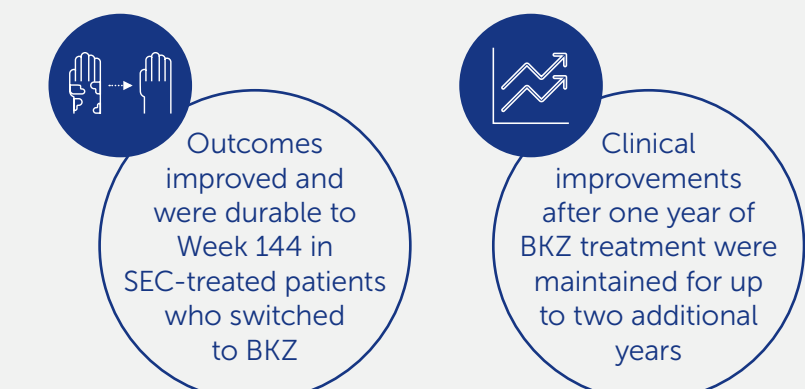 Outcomes
improved and
were durable to
Week 144 in
SEC-treated patients
who switched
to BKZ
Clinical
improvements
after one year of
BKZ treatment were
maintained for up
to two additional
years